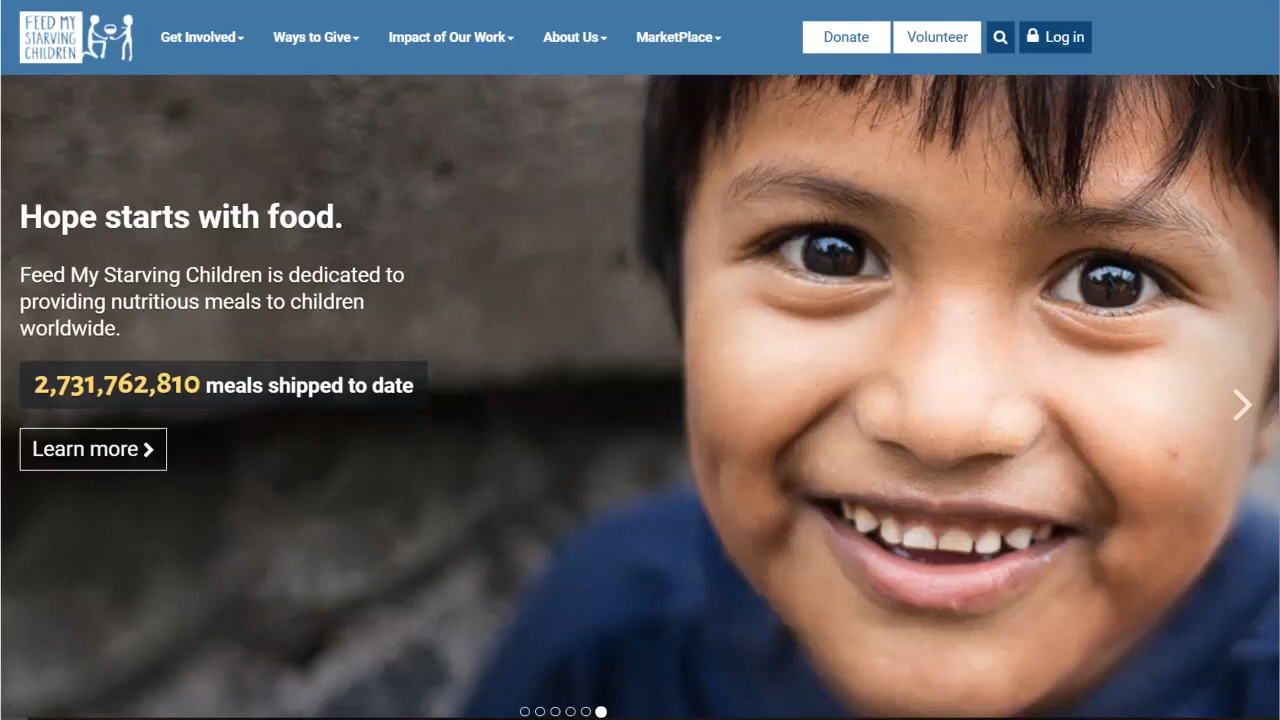 FEED MY
STARVING
CHILDREN
Get Involved
Ways to Give
Impact of Our Work
About Us
MarketPlace
Donate
Volunteer
Log in
Hope starts with food.
Feed My Starving Children is dedicated to
providing nutritious meals to children
worldwide.
2,731,762,810 meals shipped to date
Learn more